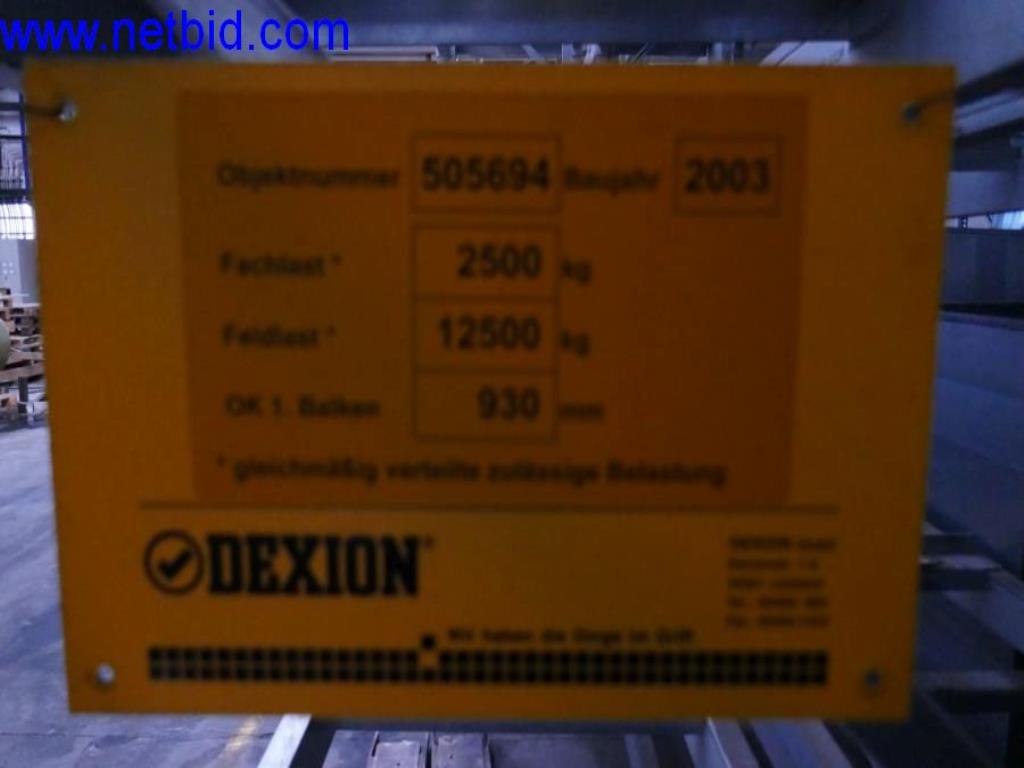 www.netbid.com
Objektnummer 505694 Baujahr 2003
Fachlast * 2500 kg
Feldlast * 12500 kg
OK 1. Balken 930 mm
* gleichmäßig verteilte zulässige Belastung
DEXION®
Wir haben die Dinge im Griff
DEXION